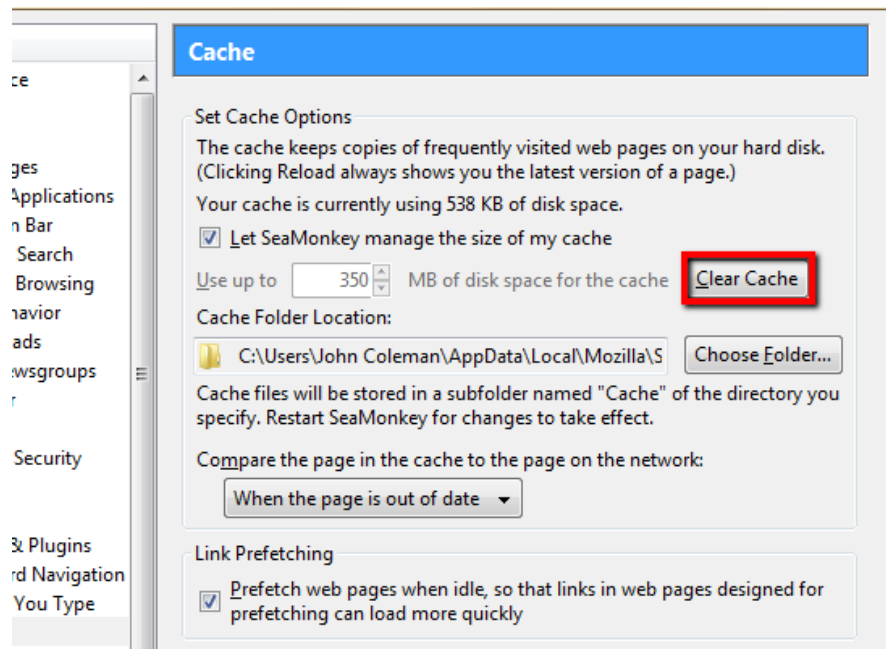 Cache
Set Cache Options
The cache keeps copies of frequently visited web pages on your hard disk.
(Clicking Reload always shows you the latest version of a page.)
Your cache is currently using 538 KB of disk space.
Let SeaMonkey manage the size of my cache
Use up to 350 MB of disk space for the cache Clear Cache
Cache Folder Location:
C:\Users\John Coleman\AppData\Local\Mozilla\S Choose Folder...
Cache files will be stored in a subfolder named "Cache" of the directory you
specify. Restart SeaMonkey for changes to take effect.
Compare the page in the cache to the page on the network:
When the page is out of date
Link Prefetching
Prefetch web pages when idle, so that links in web pages designed for
prefetching can load more quickly
ce
ges
Applications
n Bar
Search
Browsing
havior
ads
wsgroups
r
Security
& Plugins
rd Navigation
You Type